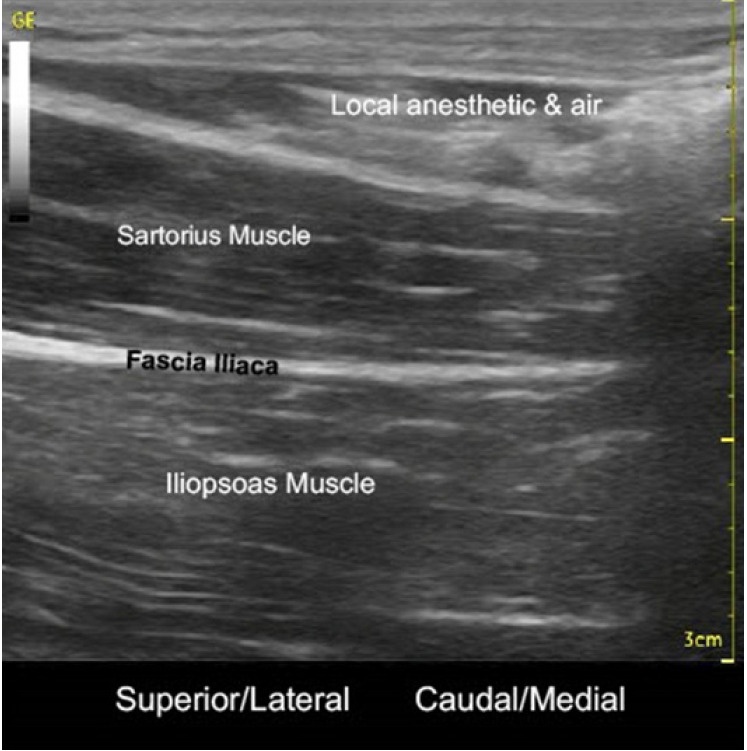 GE
Local anesthetic & air
Sartorius Muscle
Fascia Iliaca
Iliopsoas Muscle
3cm
Superior/Lateral Caudal/Medial